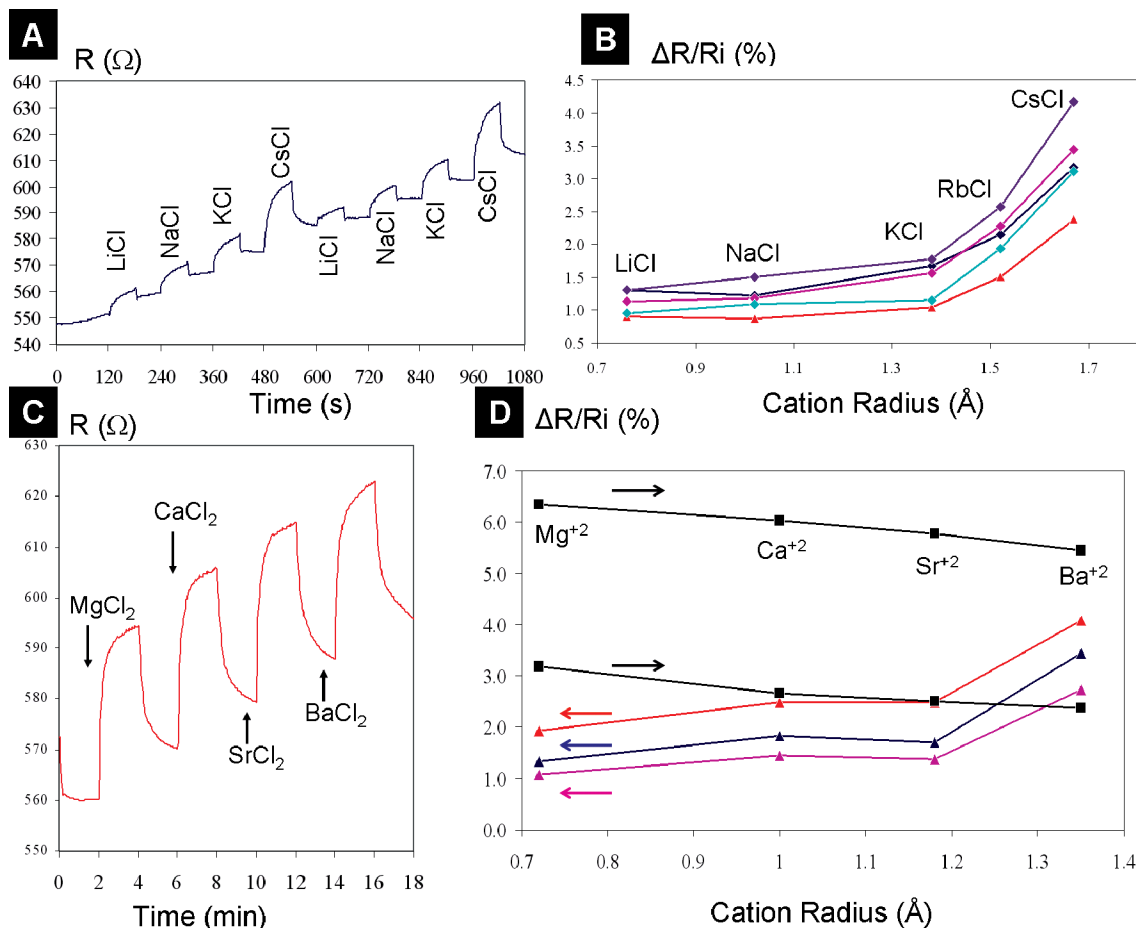 A
R (Ω)
640
630
620
610
600
590
580
570
560
550
540
LiCl
NaCl
KCl
CsCl
LiCl
NaCl
KCl
CsCl
0 120 240 360 480 600 720 840 960 1080
Time (s)
B
ΔR/Ri (%)
4.5
4.0
3.5
3.0
2.5
2.0
1.5
1.0
0.5
LiCl
NaCl
KCl
RbCl
CsCl
0.7 0.9 1.1 1.3 1.5 1.7
Cation Radius (Å)
C
R (Ω)
630
620
610
600
590
580
570
560
550
MgCl₂
CaCl₂
SrCl₂
BaCl₂
0 2 4 6 8 10 12 14 16 18
Time (min)
D
ΔR/Ri (%)
7.0
6.0
5.0
4.0
3.0
2.0
1.0
0.0
Mg⁺²
Ca⁺²
Sr⁺²
Ba⁺²
0.7 0.8 0.9 1 1.1 1.2 1.3 1.4
Cation Radius (Å)